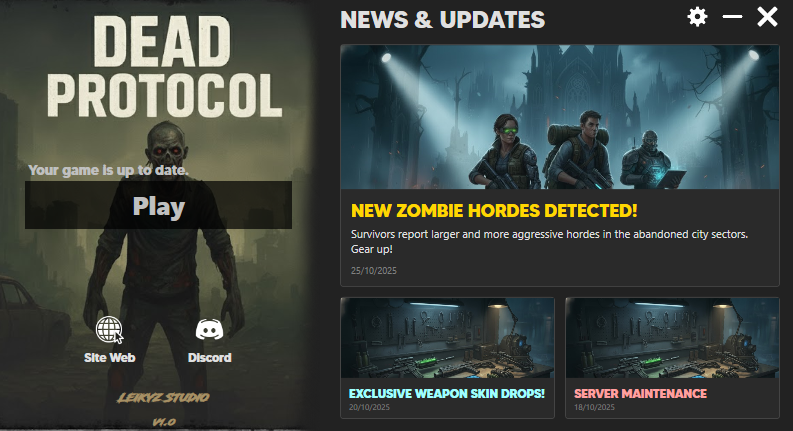 DEAD
PROTOCOL
Your game is up to date.
Play
Site Web
Discord
Leikyz Studio
V1.0
NEWS & UPDATES
NEW ZOMBIE HORDES DETECTED!
Survivors report larger and more aggressive hordes in the abandoned city sectors.
Gear up!
25/10/2025
EXCLUSIVE WEAPON SKIN DROPS!
20/10/2025
SERVER MAINTENANCE
18/10/2025